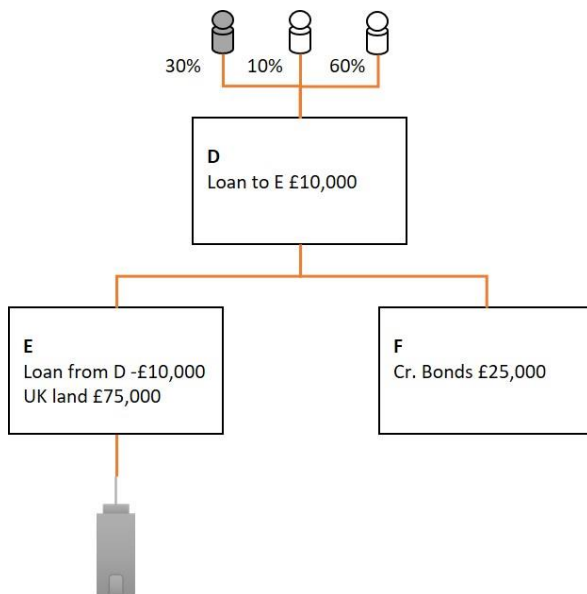 30% 10% 60%
D
Loan to E £10,000
E
Loan from D -£10,000
UK land £75,000
F
Cr. Bonds £25,000